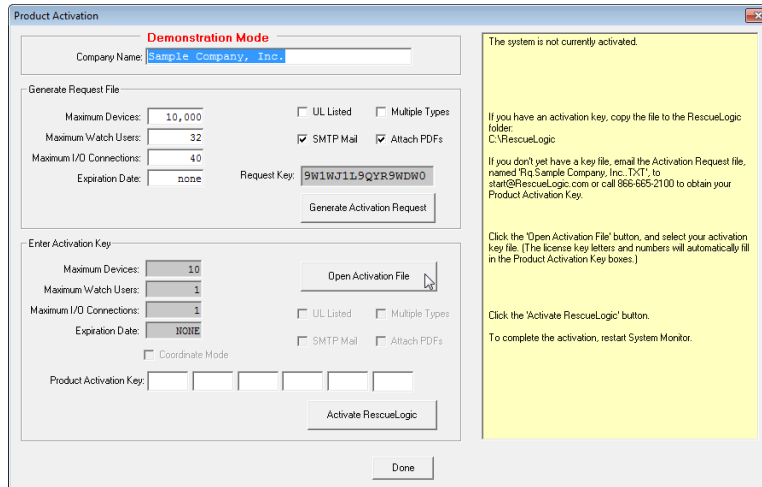 Product Activation
Demonstration Mode
Company Name: Sample Company, Inc.
Generate Request File
Maximum Devices: 10,000
UL Listed
Multiple Types
Maximum Watch Users: 32
SMTP Mail
Attach PDFs
Maximum I/O Connections: 40
Expiration Date: none
Request Key: 9W1WJ1L9QYR9WDW0
Generate Activation Request
Enter Activation Key
Maximum Devices: 10
Open Activation File
Maximum Watch Users: 1
Maximum I/O Connections: 1
UL Listed
Multiple Types
Expiration Date: NONE
SMTP Mail
Attach PDFs
Coordinate Mode
Product Activation Key:
Activate RescueLogic
Done
The system is not currently activated.
If you have an activation key, copy the file to the RescueLogic
folder:
C:\RescueLogic
If you don't yet have a key file, email the Activation Request file,
named 'Rq.Sample Company, Inc..TXT', to
start@RescueLogic.com or call 866-665-2100 to obtain your
Product Activation Key.
Click the 'Open Activation File' button, and select your activation
key file. (The license key letters and numbers will automatically fill
in the Product Activation Key boxes.)
Click the 'Activate RescueLogic' button.
To complete the activation, restart System Monitor.